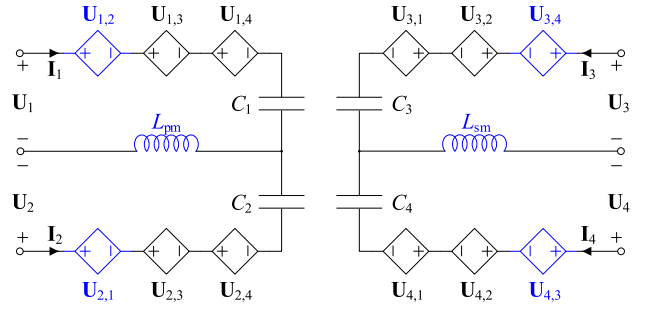 U1,2 U1,3 U1,4 U3,1 U3,2 U3,4
+ − + − + − − + − + − +
+ I1 I3 +
U1 C1 C3 U3
− Lpm Lsm −
− −
U2 C2 C4 U4
+ I2 I4 +
+ − + − + − − + − + − +
U2,1 U2,3 U2,4 U4,1 U4,2 U4,3